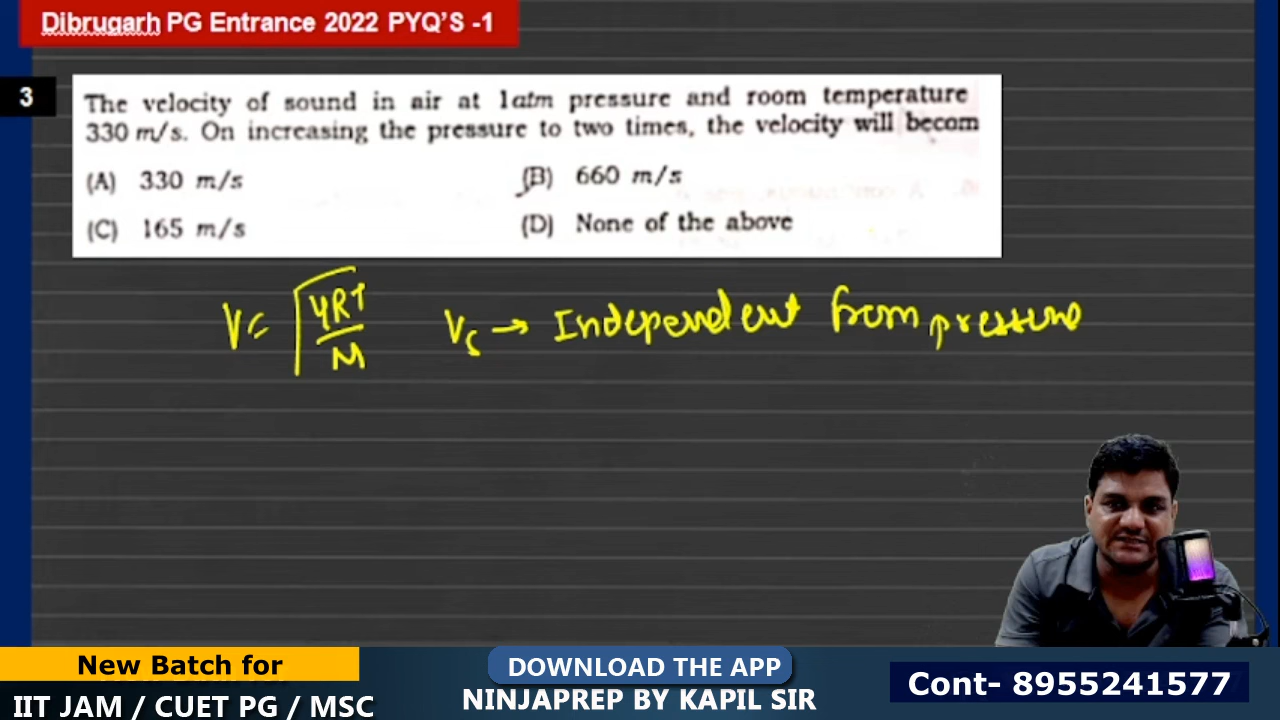 Dibrugarh PG Entrance 2022 PYQ'S -1
3
The velocity of sound in air at 1atm pressure and room temperature
330 m/s. On increasing the pressure to two times, the velocity will becom
(A) 330 m/s
(B) 660 m/s
(C) 165 m/s
(D) None of the above
V = √(γRT/M) Vs → Independent from pressure
New Batch for
IIT JAM / CUET PG / MSC
DOWNLOAD THE APP
NINJAPREP BY KAPIL SIR
Cont- 8955241577